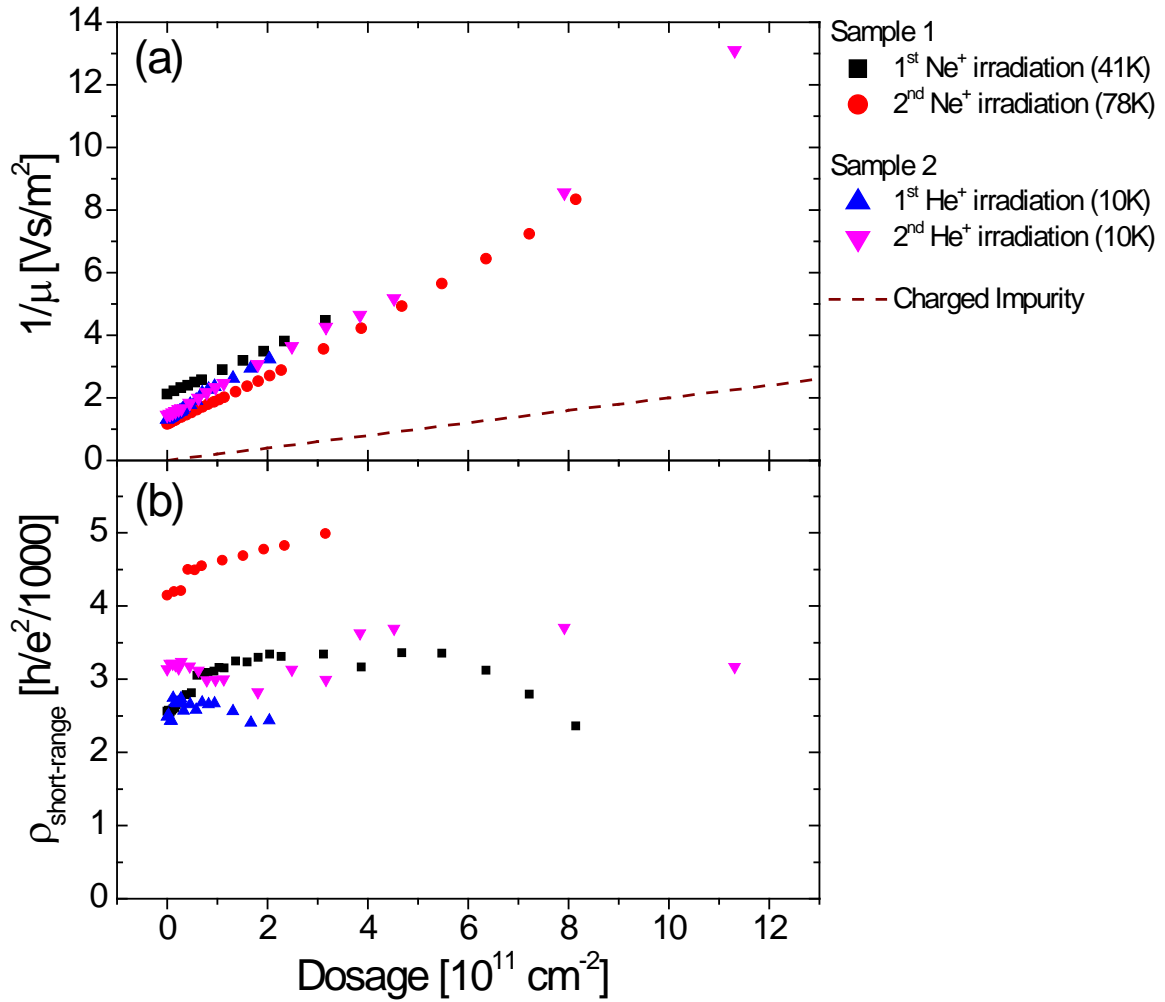 (a)
14
12
10
8
6
4
2
0
1/μ [Vs/m²]
Sample 1
1st Ne⁺ irradiation (41K)
2nd Ne⁺ irradiation (78K)
Sample 2
1st He⁺ irradiation (10K)
2nd He⁺ irradiation (10K)
Charged Impurity
(b)
5
4
3
2
1
0
ρshort-range [h/e²/1000]
0 2 4 6 8 10 12
Dosage [10¹¹ cm⁻²]